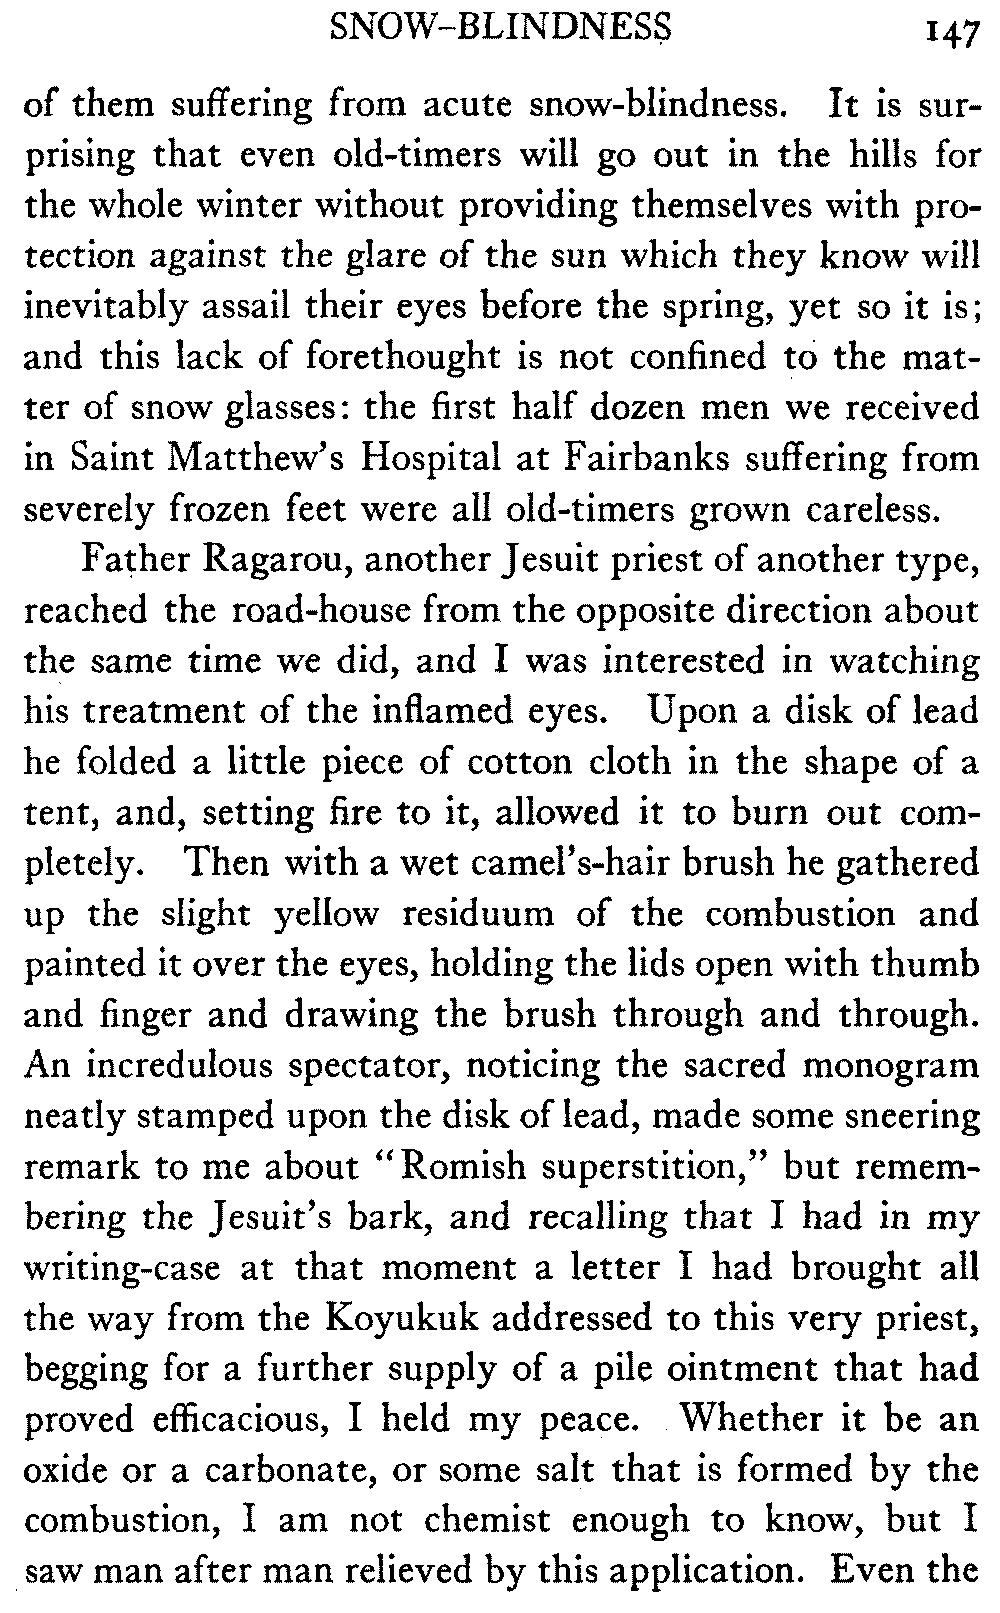 SNOW-BLINDNESS 147
of them suffering from acute snow-blindness. It is sur-
prising that even old-timers will go out in the hills for
the whole winter without providing themselves with pro-
tection against the glare of the sun which they know will
inevitably assail their eyes before the spring, yet so it is;
and this lack of forethought is not confined to the mat-
ter of snow glasses: the first half dozen men we received
in Saint Matthew's Hospital at Fairbanks suffering from
severely frozen feet were all old-timers grown careless.
Father Ragarou, another Jesuit priest of another type,
reached the road-house from the opposite direction about
the same time we did, and I was interested in watching
his treatment of the inflamed eyes. Upon a disk of lead
he folded a little piece of cotton cloth in the shape of a
tent, and, setting fire to it, allowed it to burn out com-
pletely. Then with a wet camel's-hair brush he gathered
up the slight yellow residuum of the combustion and
painted it over the eyes, holding the lids open with thumb
and finger and drawing the brush through and through.
An incredulous spectator, noticing the sacred monogram
neatly stamped upon the disk of lead, made some sneering
remark to me about "Romish superstition," but remem-
bering the Jesuit's bark, and recalling that I had in my
writing-case at that moment a letter I had brought all
the way from the Koyukuk addressed to this very priest,
begging for a further supply of a pile ointment that had
proved efficacious, I held my peace. Whether it be an
oxide or a carbonate, or some salt that is formed by the
combustion, I am not chemist enough to know, but I
saw man after man relieved by this application. Even the